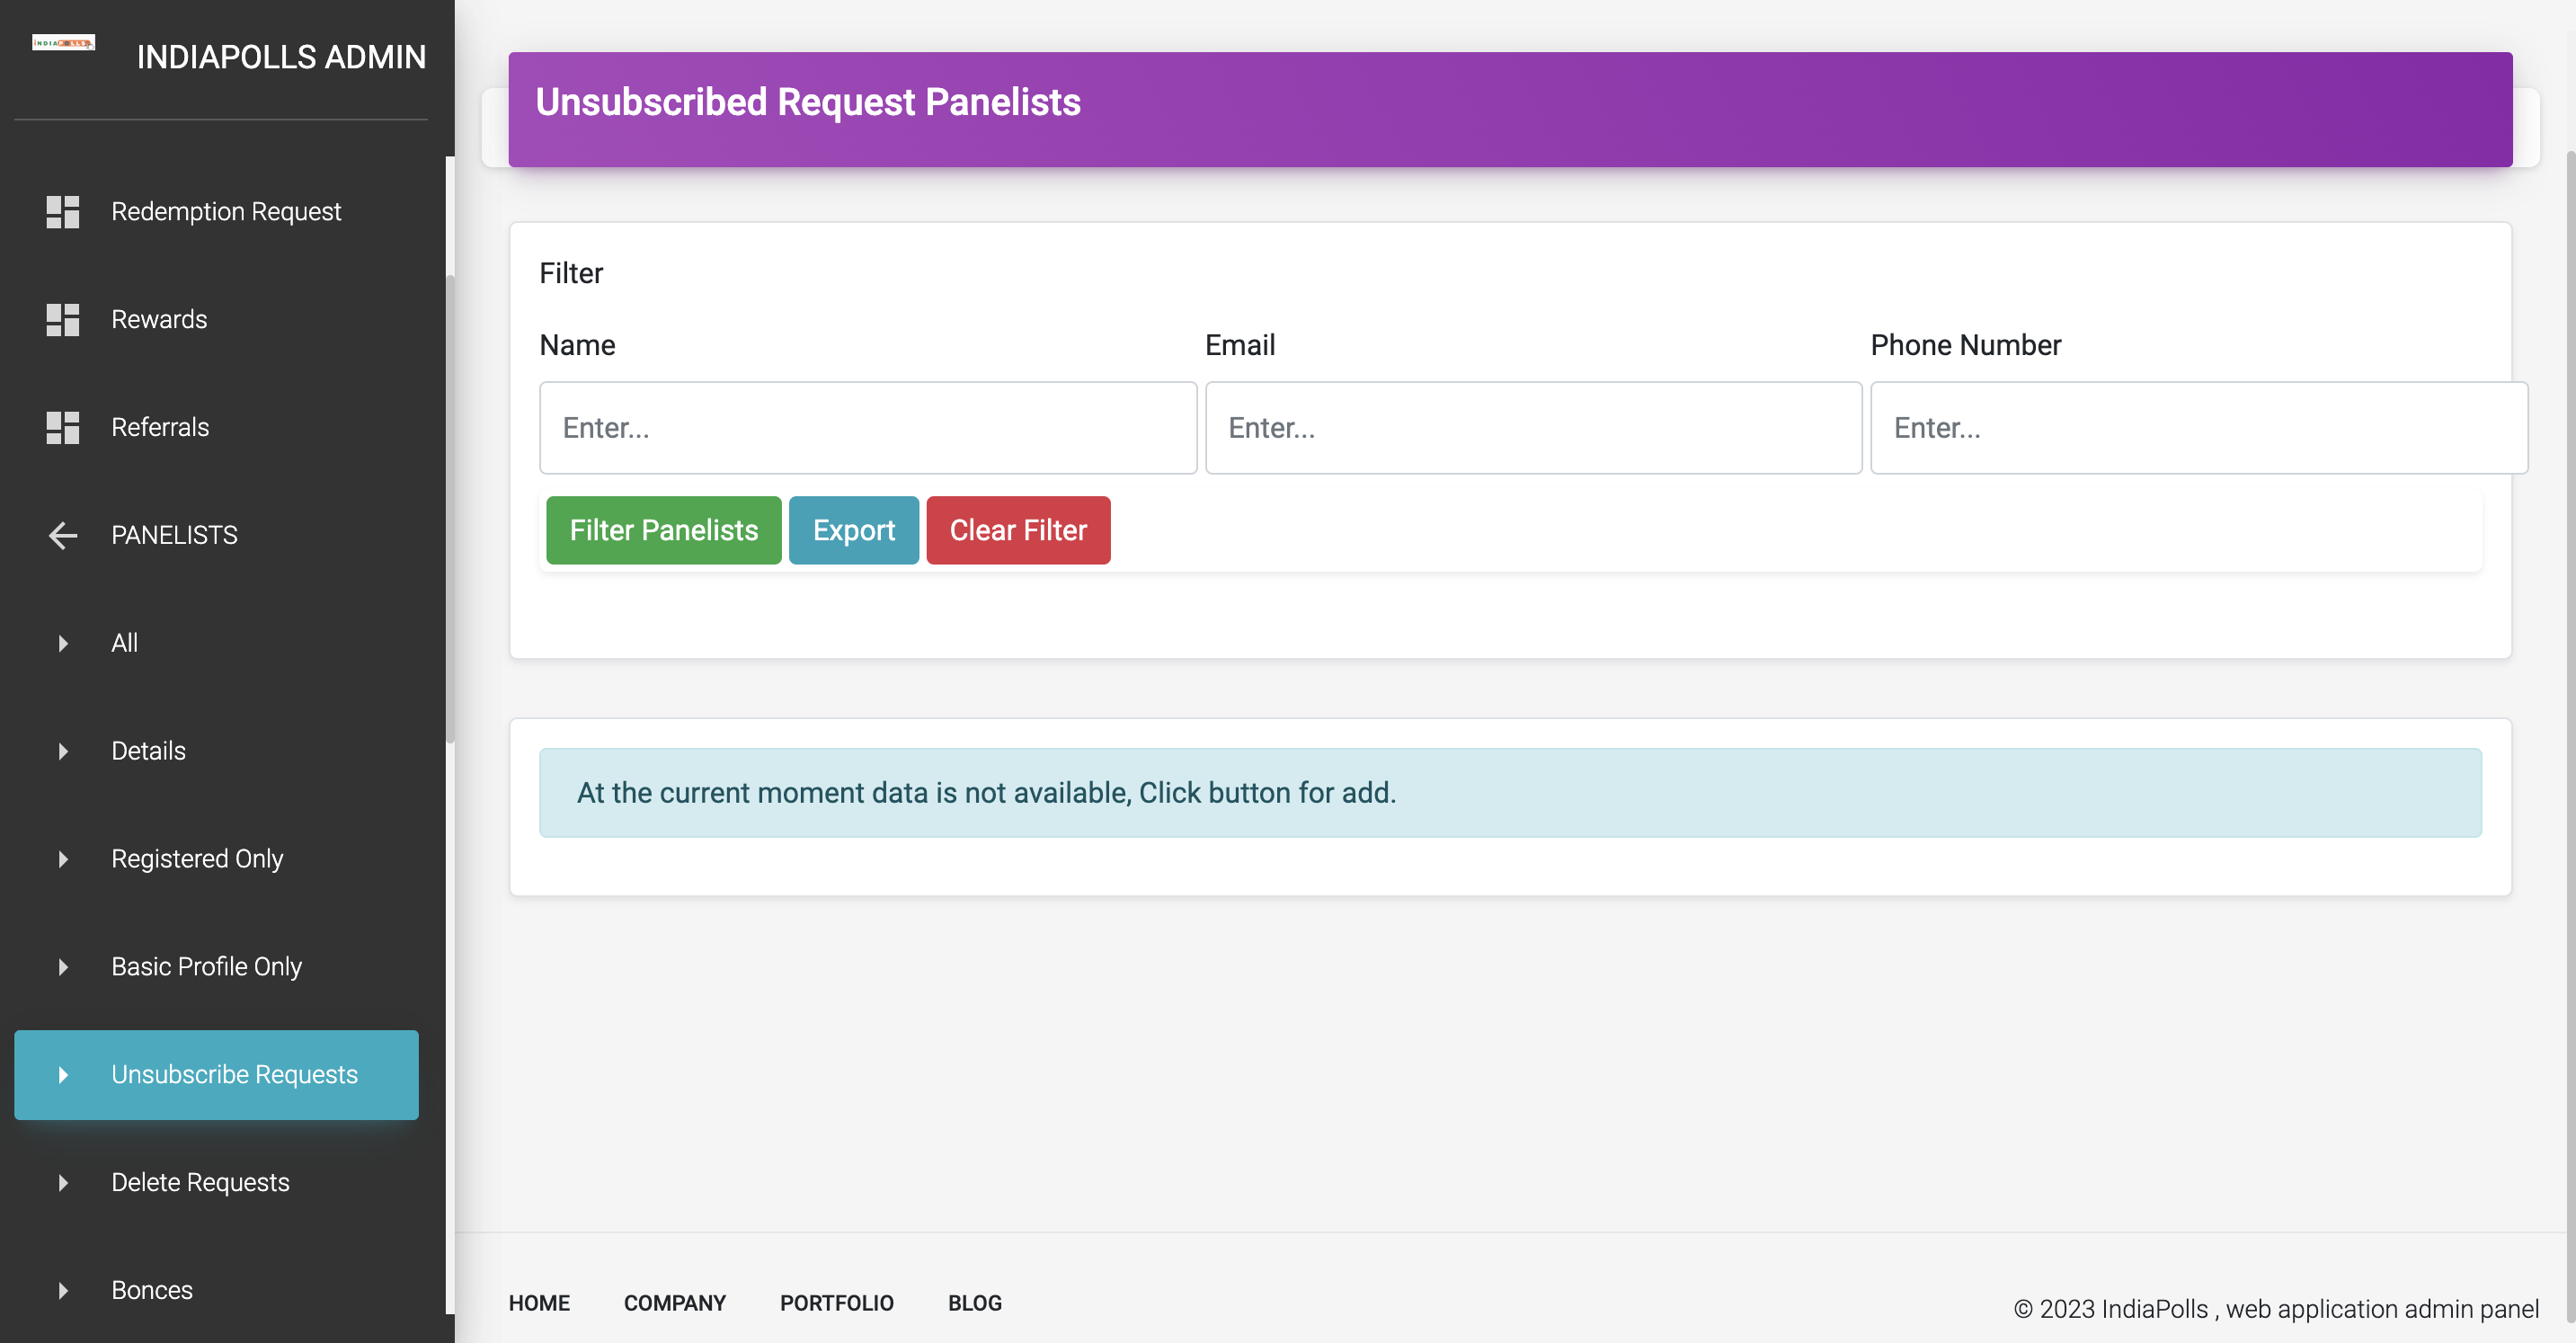 INDIAPOLLS
INDIAPOLLS ADMIN
Redemption Request
Rewards
Referrals
PANELISTS
All
Details
Registered Only
Basic Profile Only
Unsubscribe Requests
Delete Requests
Bonces
Unsubscribed Request Panelists
Filter
Name Email Phone Number
Enter... Enter... Enter...
Filter Panelists Export Clear Filter
At the current moment data is not available, Click button for add.
HOME COMPANY PORTFOLIO BLOG
© 2023 IndiaPolls , web application admin panel